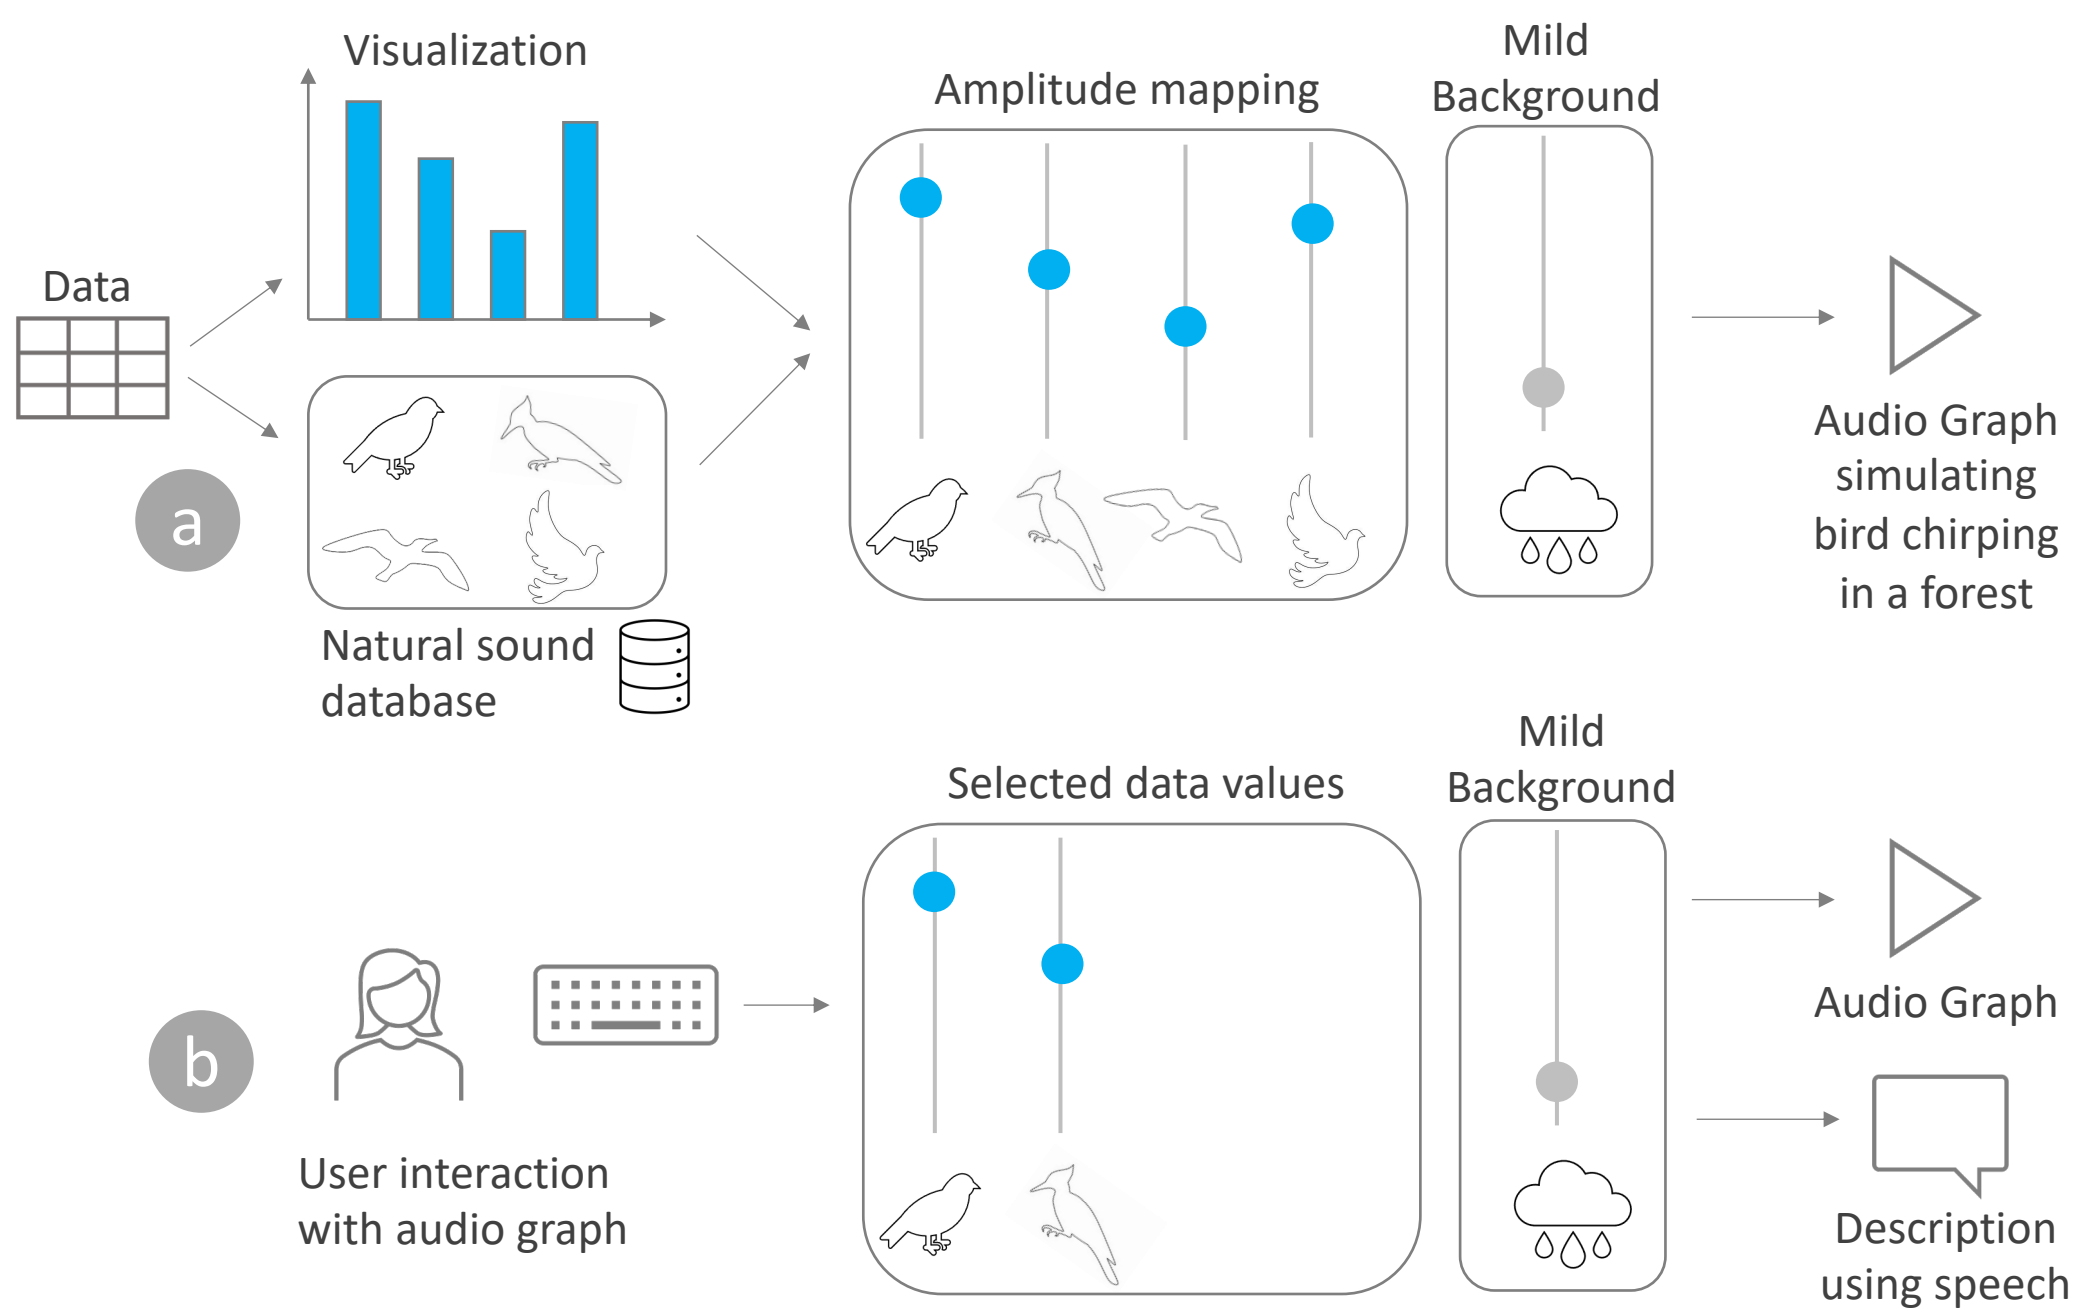 Visualization
Amplitude mapping
Mild
Background
Data
a
Natural sound
database
Audio Graph
simulating
bird chirping
in a forest
Selected data values
Mild
Background
b
User interaction
with audio graph
Audio Graph
Description
using speech